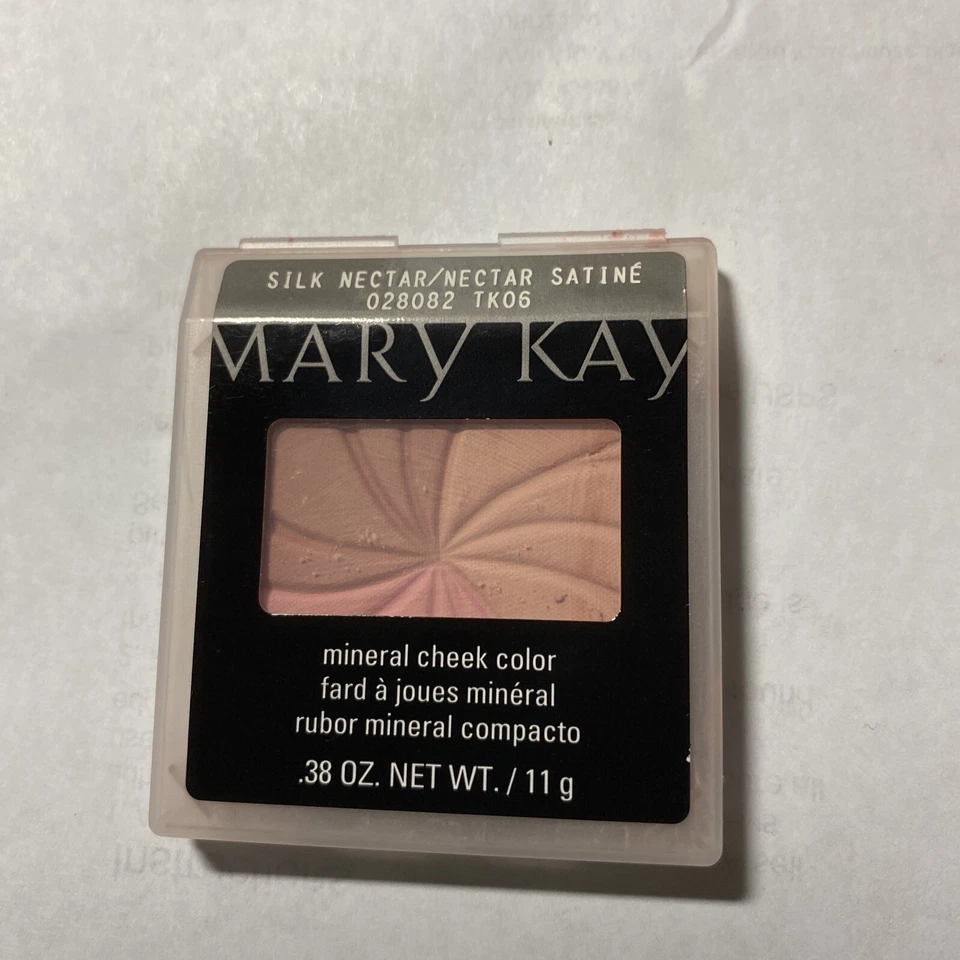 SILK NECTAR/NECTAR SATINÉ
028082 TK06
MARY KAY
mineral cheek color
fard à joues minéral
rubor mineral compacto
.38 OZ. NET WT. / 11 g